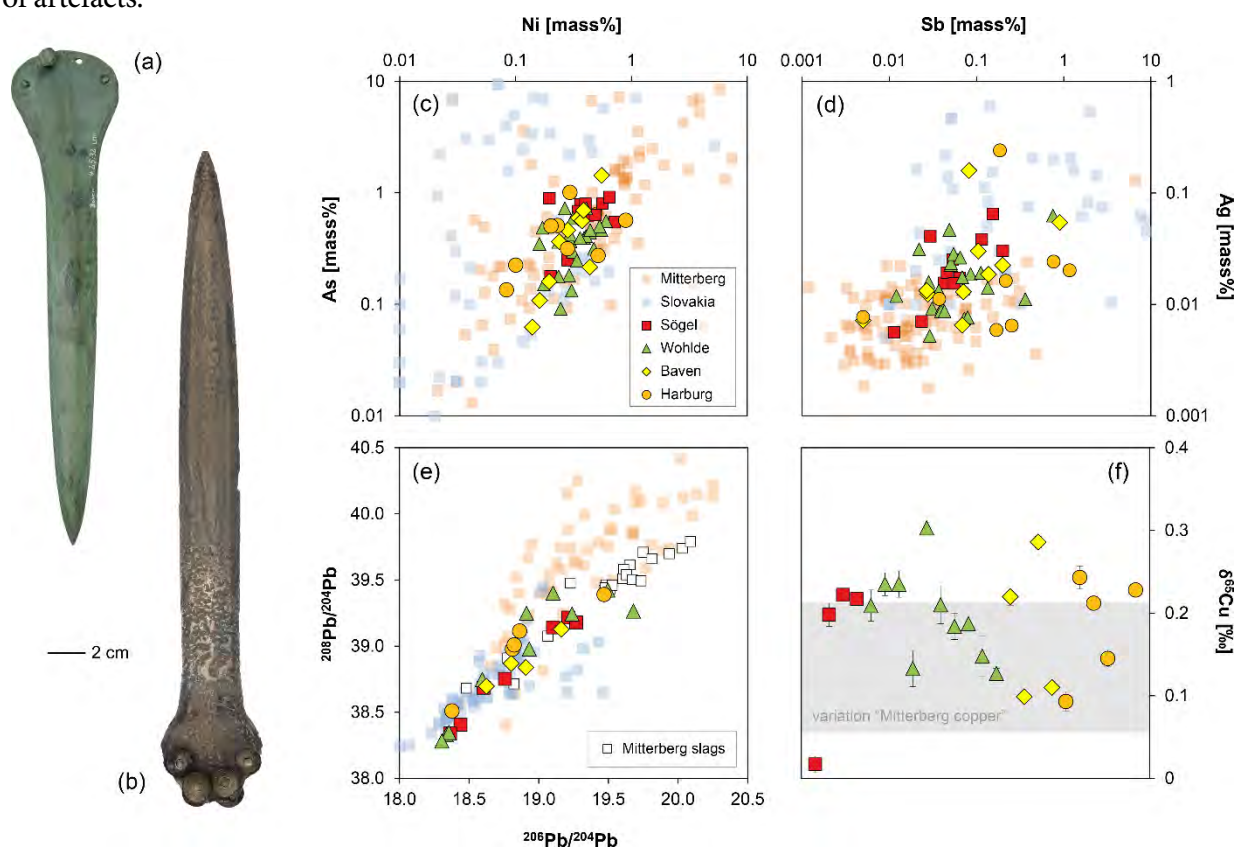 of artefacts.
(a)
(b)
2 cm
Ni [mass%]
0.01
0.1
1
10
Sb [mass%]
0.001
0.01
0.1
1
10
10
1
0.1
0.01
As [mass%]
(c)
Mitterberg
Slovakia
Sögel
Wohlde
Baven
Harburg
(d)
1
0.1
0.01
0.001
Ag [mass%]
40.5
40.0
39.5
39.0
38.5
38.0
²⁰⁸Pb/²⁰⁴Pb
(e)
Mitterberg slags
18.0
18.5
19.0
19.5
20.0
20.5
²⁰⁶Pb/²⁰⁴Pb
(f)
variation "Mitterberg copper"
0.4
0.3
0.2
0.1
0
δ⁶⁵Cu [‰]